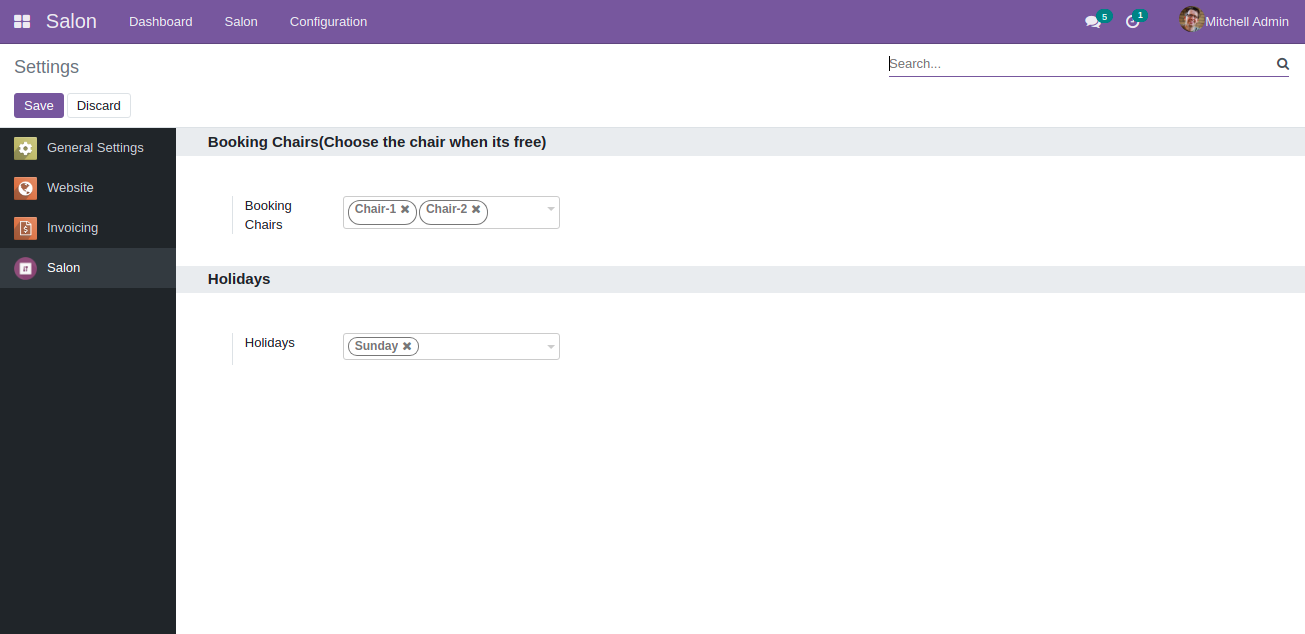 Salon
Dashboard
Salon
Configuration
5
1
Mitchell Admin
Settings
Search...
Save
Discard
General Settings
Website
Invoicing
Salon
Booking Chairs(Choose the chair when its free)
Booking
Chairs
Chair-1 ✖ Chair-2 ✖
Holidays
Holidays
Sunday ✖